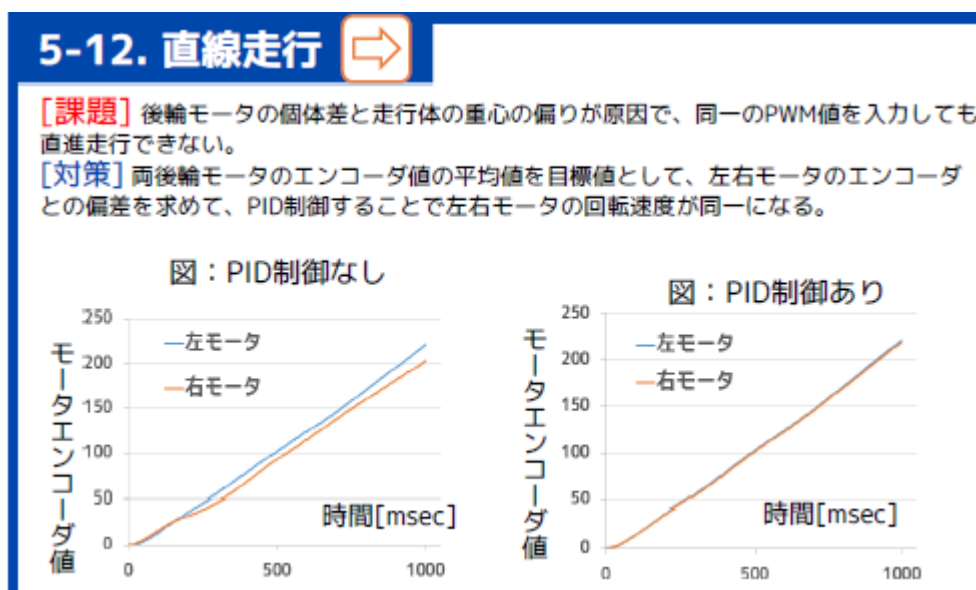 5-12. 直線走行
[課題] 後輪モータの個体差と走行体の重心の偏りが原因で、同一のPWM値を入力しても
直進走行できない。
[対策] 両後輪モータのエンコーダ値の平均値を目標値として、左右モータのエンコーダ
との偏差を求めて、PID制御することで左右モータの回転速度が同一になる。
図：PID制御なし
250
200
150
100
50
0
モータエンコーダ値
左モータ
右モータ
時間[msec]
0 500 1000
図：PID制御あり
250
200
150
100
50
0
モータエンコーダ値
左モータ
右モータ
時間[msec]
0 500 1000